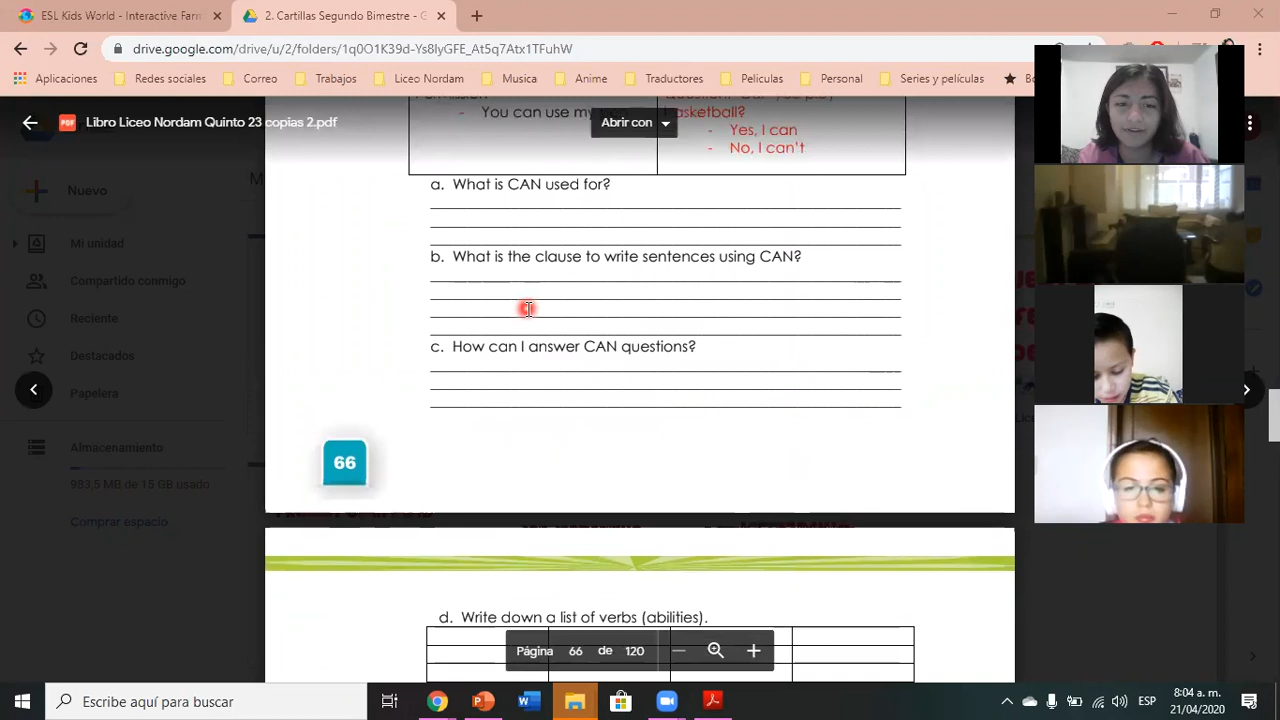 ESL Kids World - Interactive Farm
2. Cartillas Segundo Bimestre - G
drive.google.com/drive/u/2/folders/1q0O1K39d-Ys8lyGFE_At5q7Atx1TFuhW
Aplicaciones
Redes sociales
Correo
Trabajos
Liceo Nordam
Musica
Anime
Traductores
Peliculas
Personal
Series y películas
Libro Liceo Nordam Quinto 23 copias 2.pdf
Abrir con
- You can use my
basketball?
- Yes, I can
- No, I can't
Nuevo
Mi unidad
Compartido conmigo
Reciente
Destacados
Papelera
Almacenamiento
983,5 MB de 15 GB usado
Comprar espacio
a. What is CAN used for?
b. What is the clause to write sentences using CAN?
c. How can I answer CAN questions?
66
d. Write down a list of verbs (abilities).
Página 66 de 120
Escribe aquí para buscar
ESP
8:04 a. m.
21/04/2020